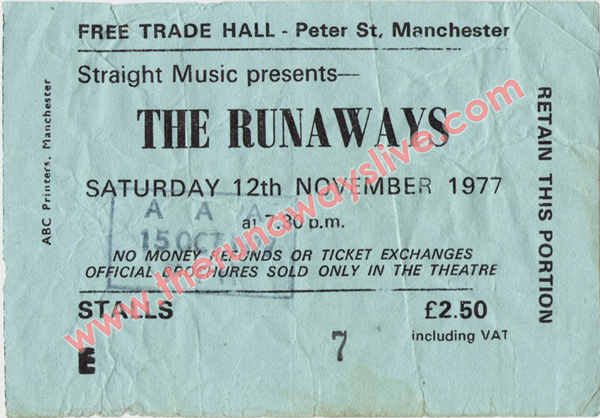 FREE TRADE HALL - Peter St, Manchester
Straight Music presents—
THE RUNAWAYS
SATURDAY 12th NOVEMBER 1977
at 7.30 p.m.
NO MONEY REFUNDS OR TICKET EXCHANGES
OFFICIAL BROCHURES SOLD ONLY IN THE THEATRE
STALLS £2.50
including VAT
E 7
ABC Printers, Manchester
RETAIN THIS PORTION
A A A
15 OCT
www.therunawayslive.com